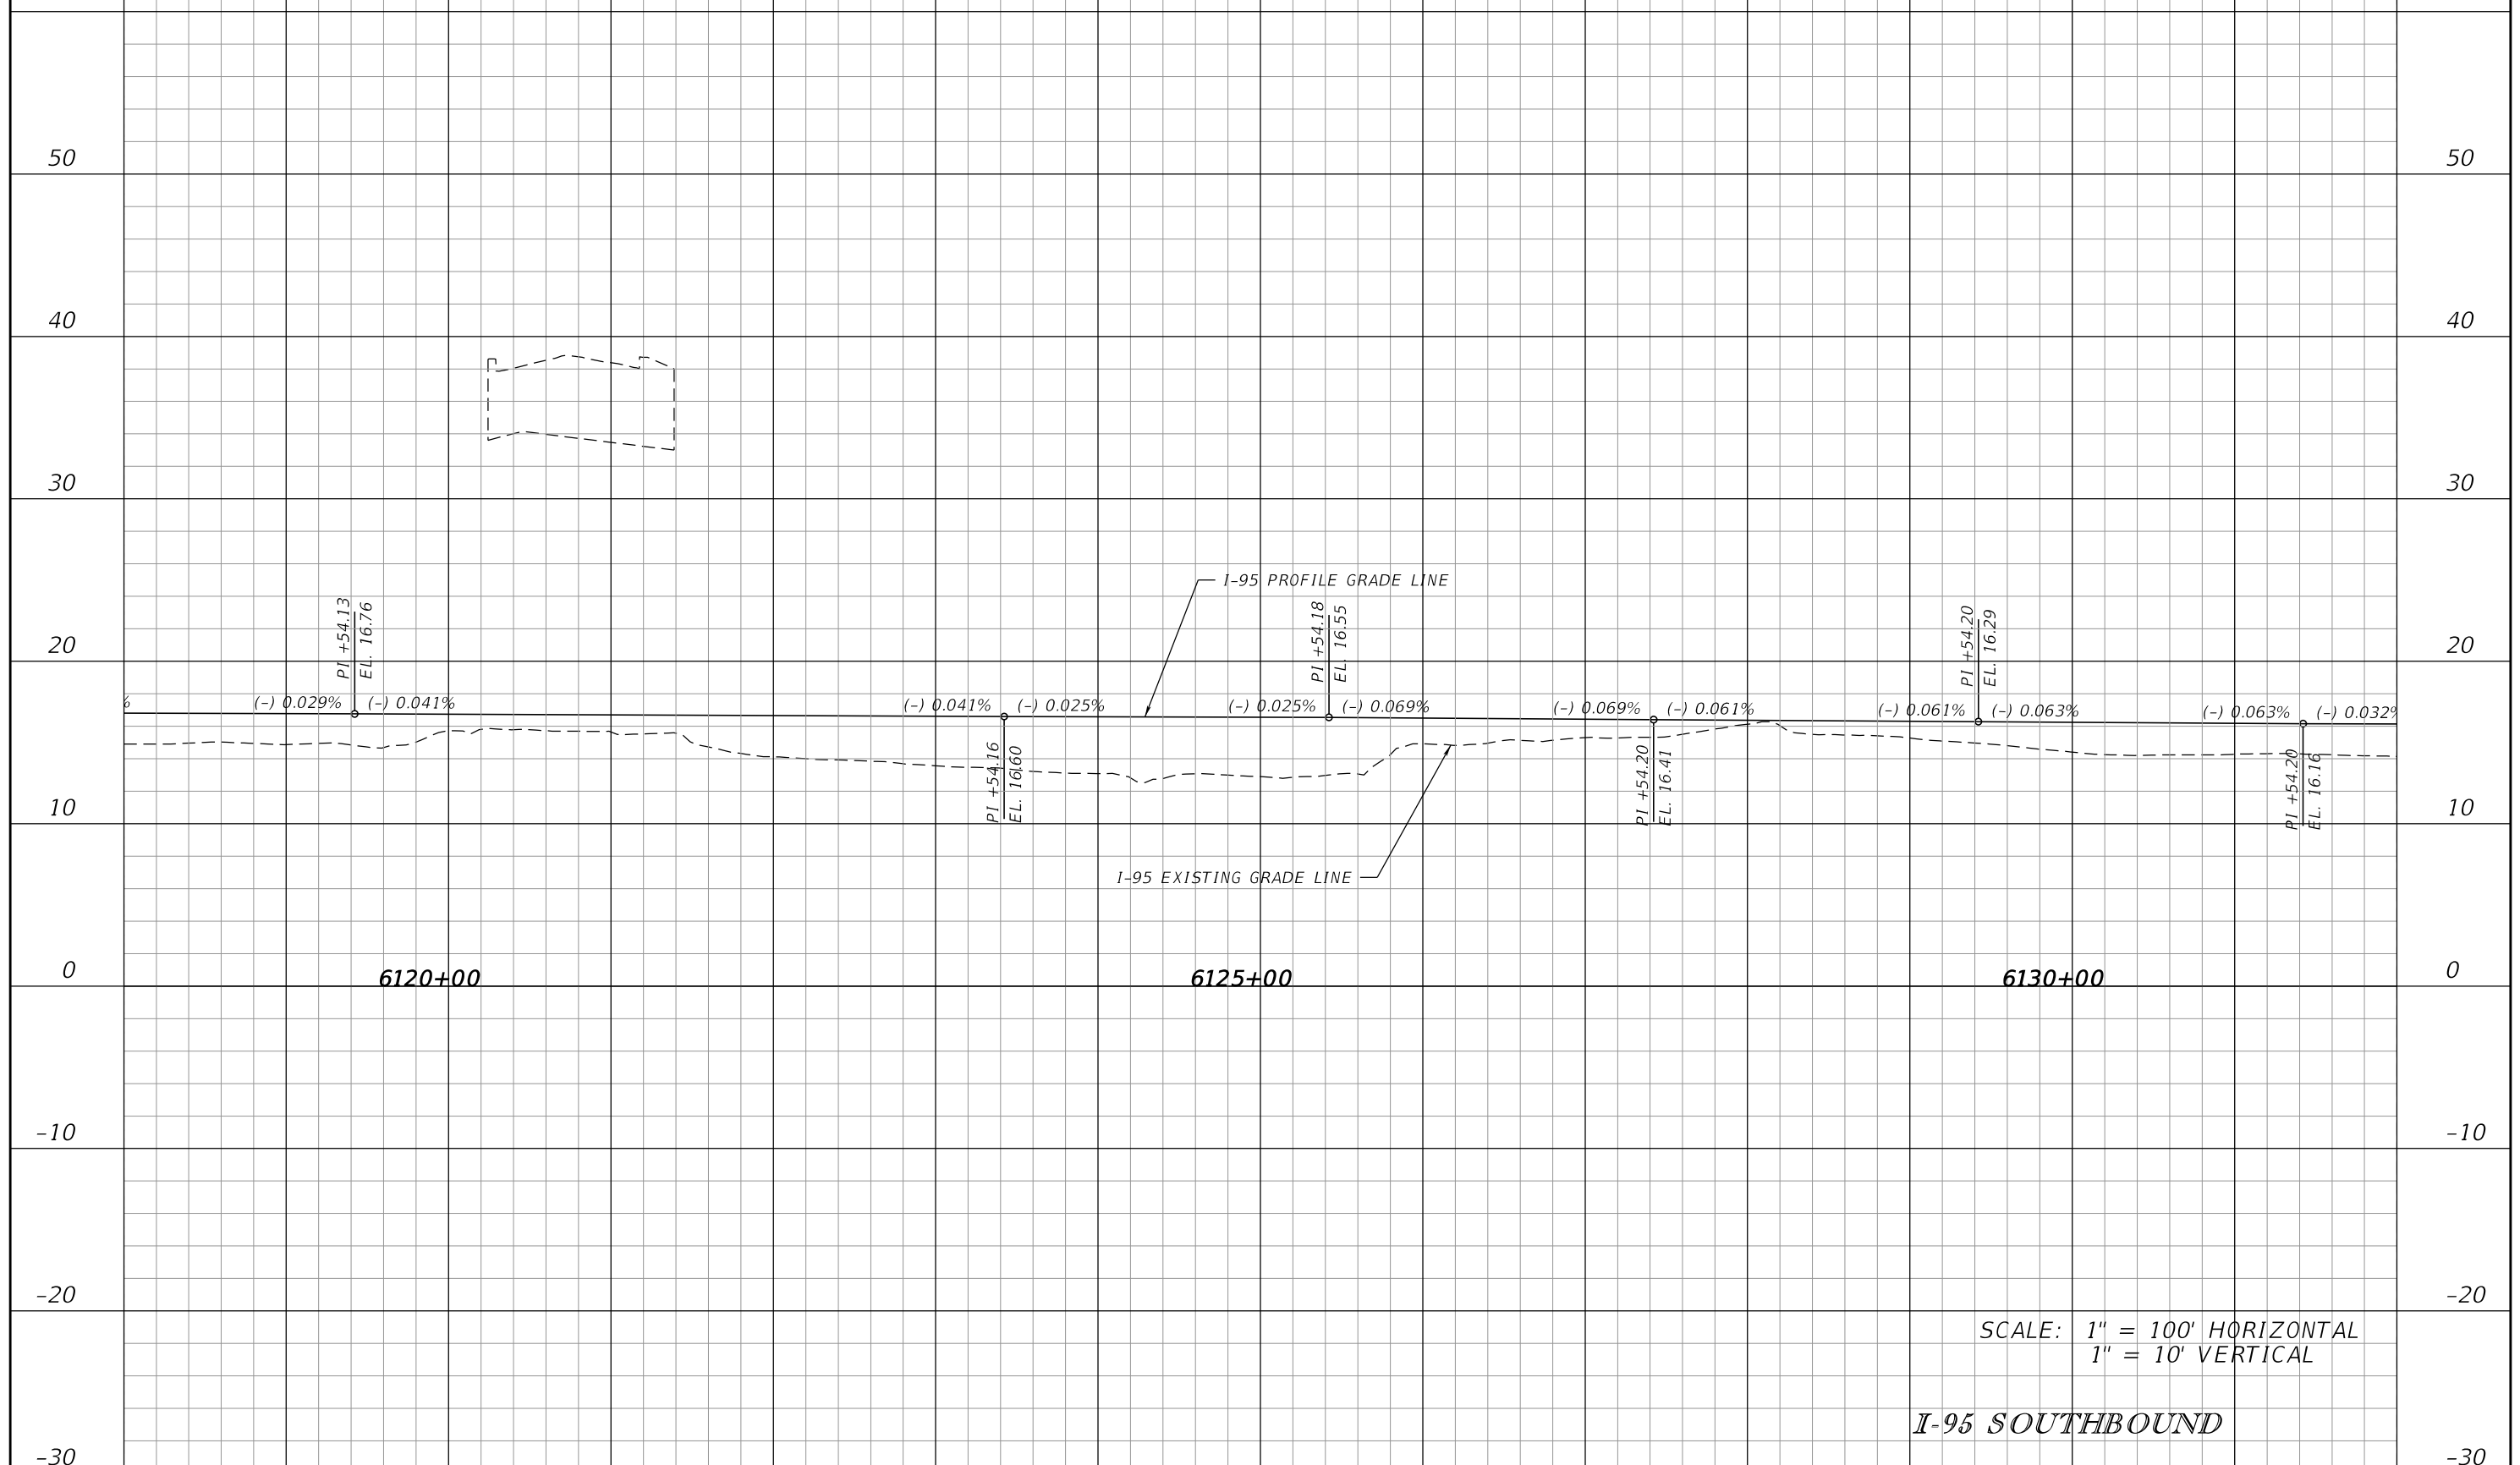 50
50
40
40
30
30
I-95 PROFILE GRADE LINE
PI +54.13
EL. 16.76
PI +54.18
EL. 16.55
PI +54.20
EL. 16.29
20
20
%
(-) 0.029%
(-) 0.041%
(-) 0.041%
(-) 0.025%
(-) 0.025%
(-) 0.069%
(-) 0.069%
(-) 0.061%
(-) 0.061%
(-) 0.063%
(-) 0.063%
(-) 0.032%
PI +54.16
EL. 16.60
PI +54.20
EL. 16.41
PI +54.20
EL. 16.16
10
10
I-95 EXISTING GRADE LINE
0
6120+00
6125+00
6130+00
0
-10
-10
-20
-20
SCALE: 1" = 100' HORIZONTAL
1" = 10' VERTICAL
I-95 SOUTHBOUND
-30
-30